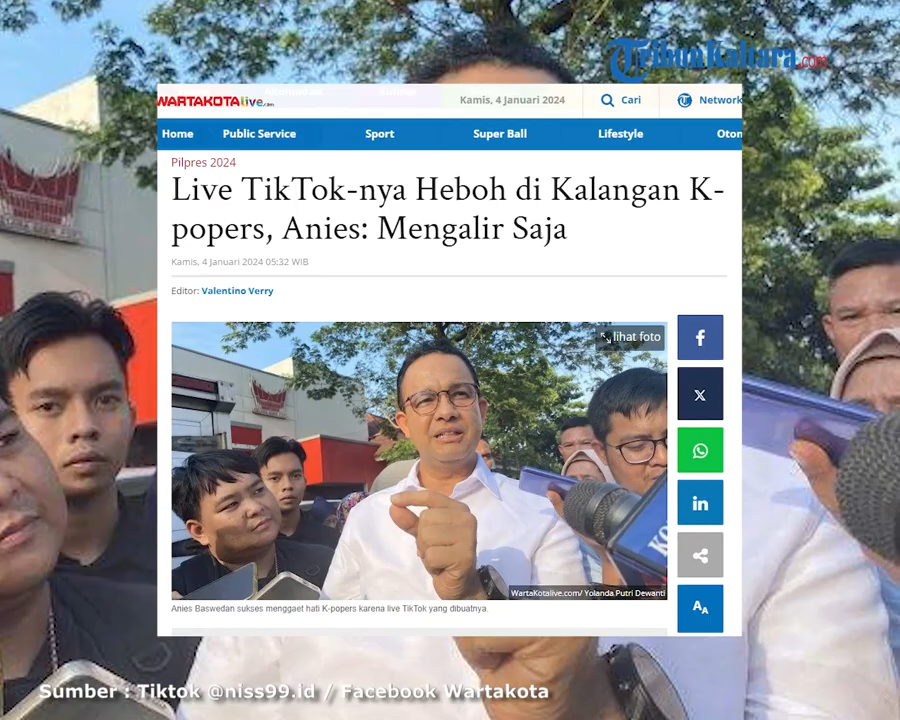 TribunKaltara.com
WARTAKOTAlive.com
Kamis, 4 Januari 2024
Cari
Network
Home
Public Service
Sport
Super Ball
Lifestyle
Otom
Pilpres 2024
Live TikTok-nya Heboh di Kalangan K-
popers, Anies: Mengalir Saja
Kamis, 4 Januari 2024 05:32 WIB
Editor: Valentino Verry
lihat foto
WartaKotalive.com/ Yolanda Putri Dewanti
Anies Baswedan sukses menggaet hati K-popers karena live TikTok yang dibuatnya.
Sumber : Tiktok @niss99.id / Facebook Wartakota